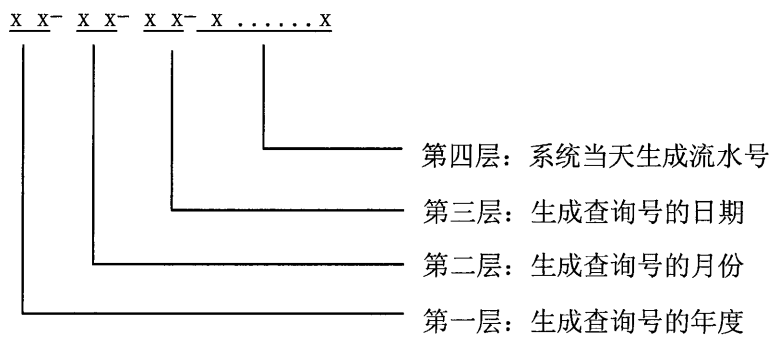 x x- x x- x x- x ......x
第四层：系统当天生成流水号
第三层：生成查询号的日期
第二层：生成查询号的月份
第一层：生成查询号的年度